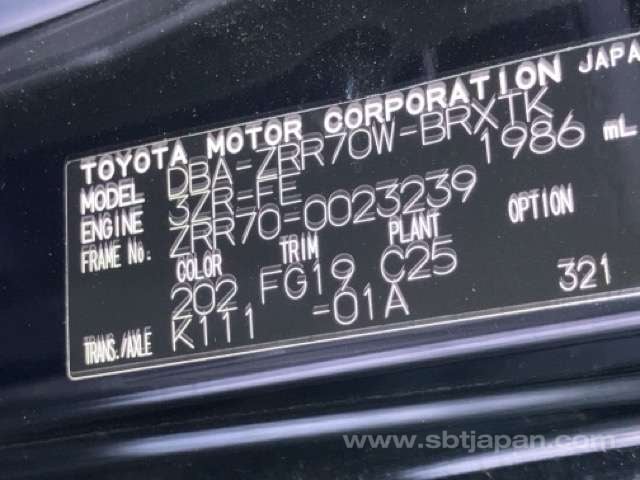 TOYOTA MOTOR CORPORATION JAPAN
MODEL DBA-ZRR70W-BRXTK
ENGINE 3ZR-FE 1986 mL
FRAME No. ZRR70-0023239
COLOR TRIM PLANT OPTION
202 FG19 C25
TRANS./AXLE K111 -01A 321
www.sbtjapan.com